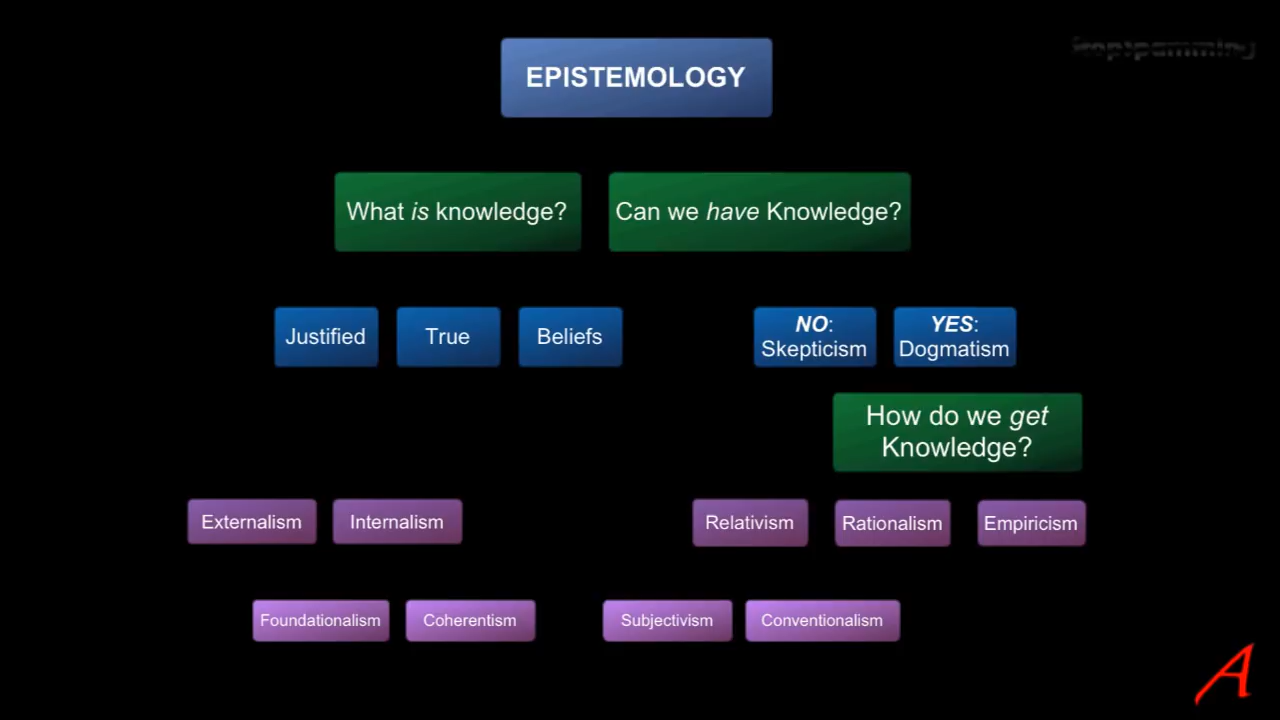 EPISTEMOLOGY
What is knowledge?
Can we have Knowledge?
Justified
True
Beliefs
NO:
Skepticism
YES:
Dogmatism
How do we get
Knowledge?
Externalism
Internalism
Relativism
Rationalism
Empiricism
Foundationalism
Coherentism
Subjectivism
Conventionalism
A